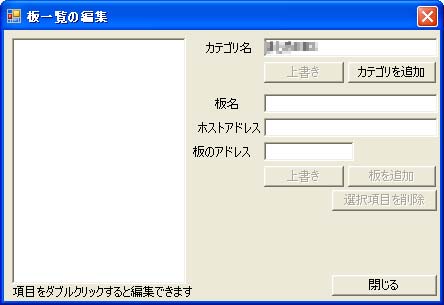 板一覧の編集
カテゴリ名
上書き
カテゴリを追加
板名
ホストアドレス
板のアドレス
上書き
板を追加
選択項目を削除
閉じる
項目をダブルクリックすると編集できます